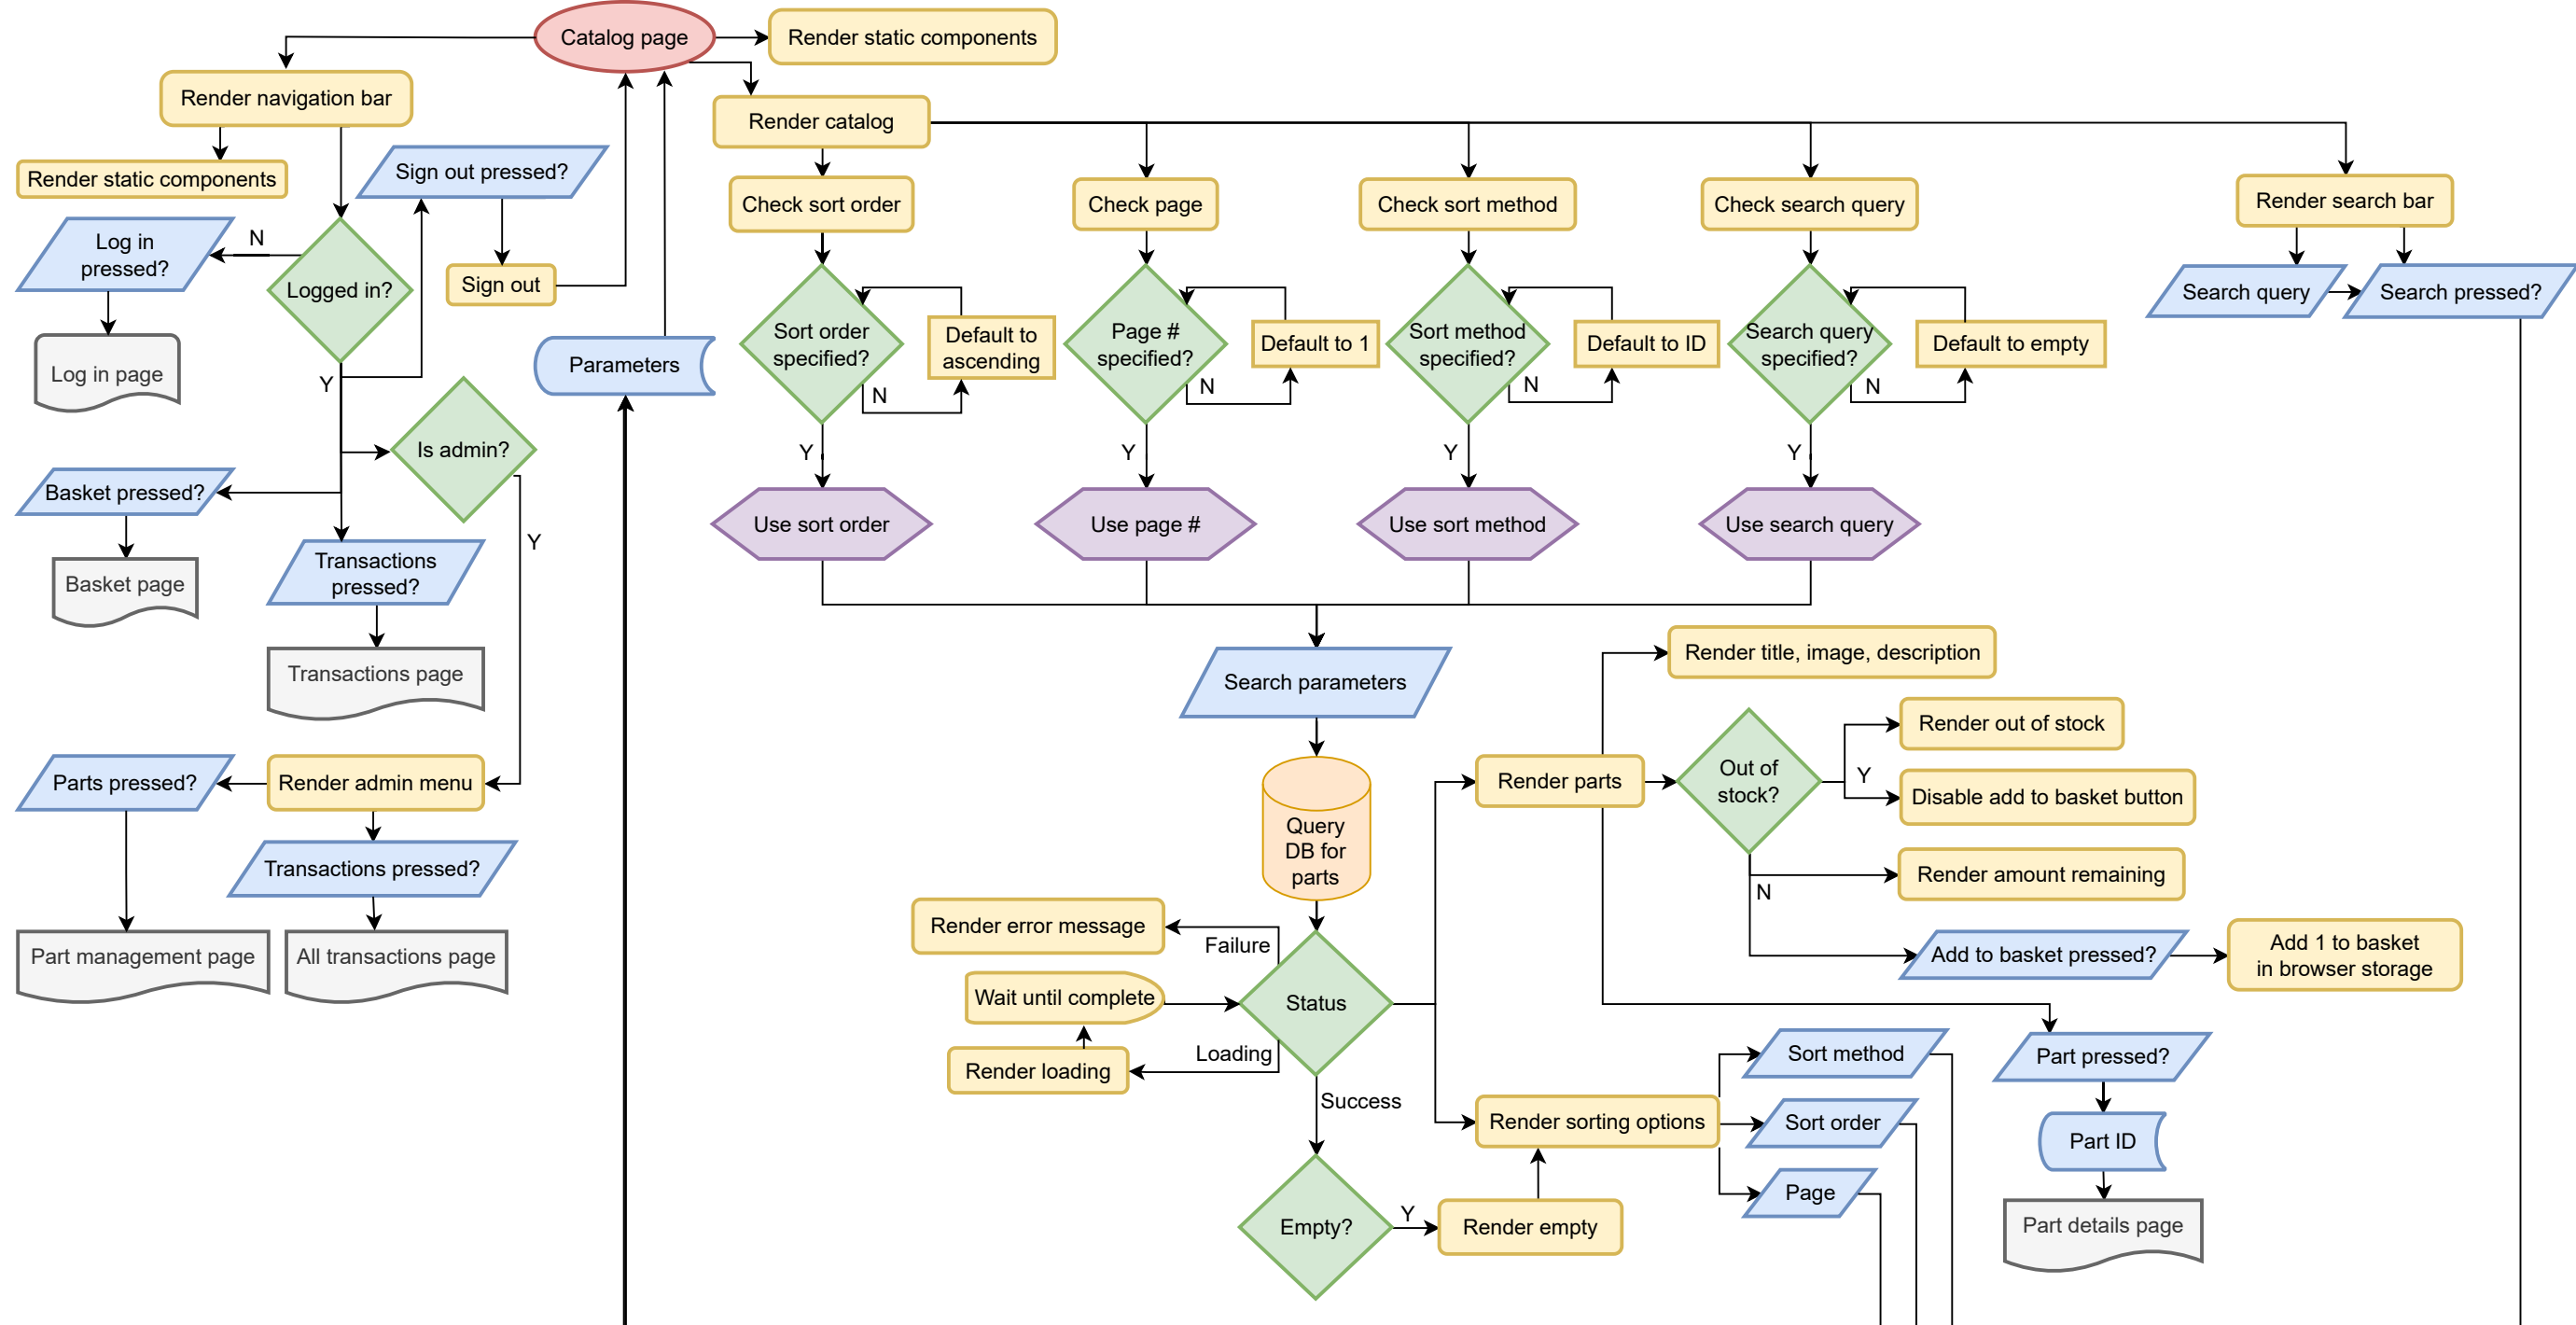 Catalog page
Render static components
Render navigation bar
Render catalog
Render static components
Sign out pressed?
Check sort order
Check page
Check sort method
Check search query
Render search bar
N
Log in
pressed?
Logged in?
Sign out
Search query
Search pressed?
Sort order
specified?
Default to
ascending
Page #
specified?
Default to 1
Sort method
specified?
Default to ID
Search query
specified?
Default to empty
Log in page
Parameters
Y
N
N
N
N
Is admin?
Y
Y
Y
Y
Basket pressed?
Use sort order
Use page #
Use sort method
Use search query
Y
Transactions
pressed?
Basket page
Transactions page
Search parameters
Render title, image, description
Render out of stock
Parts pressed?
Render admin menu
Render parts
Out of
stock?
Y
Disable add to basket button
Query
DB for
parts
Transactions pressed?
Render amount remaining
N
Part management page
All transactions page
Render error message
Failure
Add to basket pressed?
Add 1 to basket
in browser storage
Wait until complete
Status
Loading
Render loading
Sort method
Part pressed?
Success
Render sorting options
Sort order
Part ID
Page
Empty?
Y
Render empty
Part details page